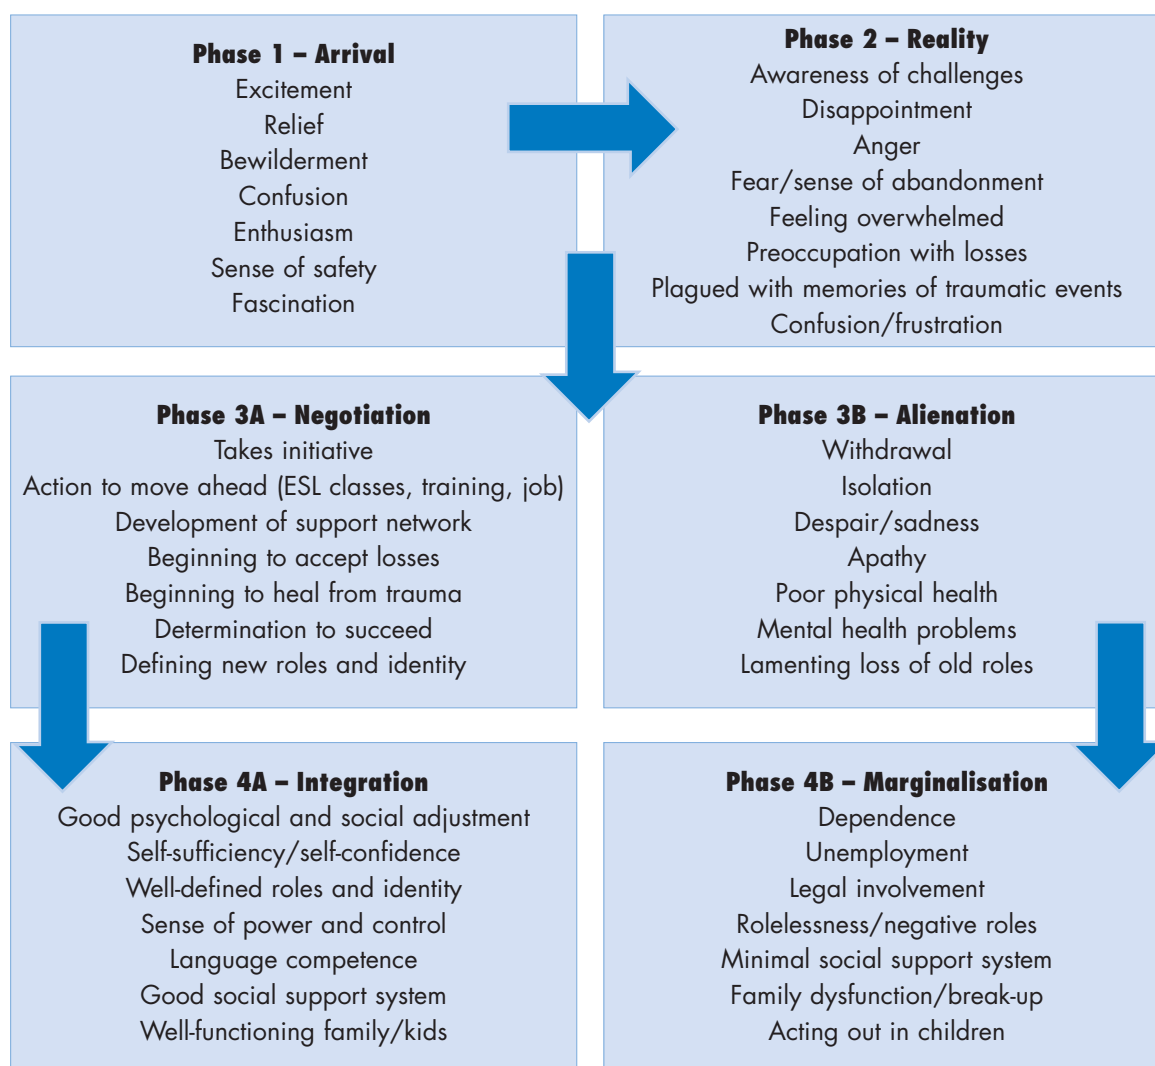 Phase 1 – Arrival
Excitement
Relief
Bewilderment
Confusion
Enthusiasm
Sense of safety
Fascination
Phase 2 – Reality
Awareness of challenges
Disappointment
Anger
Fear/sense of abandonment
Feeling overwhelmed
Preoccupation with losses
Plagued with memories of traumatic events
Confusion/frustration
Phase 3A – Negotiation
Takes initiative
Action to move ahead (ESL classes, training, job)
Development of support network
Beginning to accept losses
Beginning to heal from trauma
Determination to succeed
Defining new roles and identity
Phase 3B – Alienation
Withdrawal
Isolation
Despair/sadness
Apathy
Poor physical health
Mental health problems
Lamenting loss of old roles
Phase 4A – Integration
Good psychological and social adjustment
Self-sufficiency/self-confidence
Well-defined roles and identity
Sense of power and control
Language competence
Good social support system
Well-functioning family/kids
Phase 4B – Marginalisation
Dependence
Unemployment
Legal involvement
Rolelessness/negative roles
Minimal social support system
Family dysfunction/break-up
Acting out in children